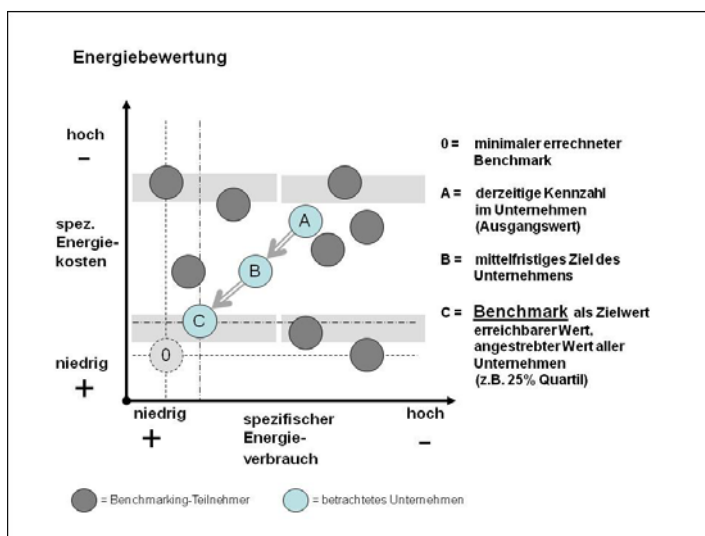 Energiebewertung
hoch
–
spez.
Energie-
kosten
niedrig
+
A
B
C
0
niedrig
+
spezifischer
Energie-
verbrauch
hoch
–
0 = minimaler errechneter
Benchmark
A = derzeitige Kennzahl
im Unternehmen
(Ausgangswert)
B = mittelfristiges Ziel des
Unternehmens
C = Benchmark als Zielwert
erreichbarer Wert,
angestrebter Wert aller
Unternehmen
(z.B. 25% Quartil)
= Benchmarking-Teilnehmer
= betrachtetes Unternehmen